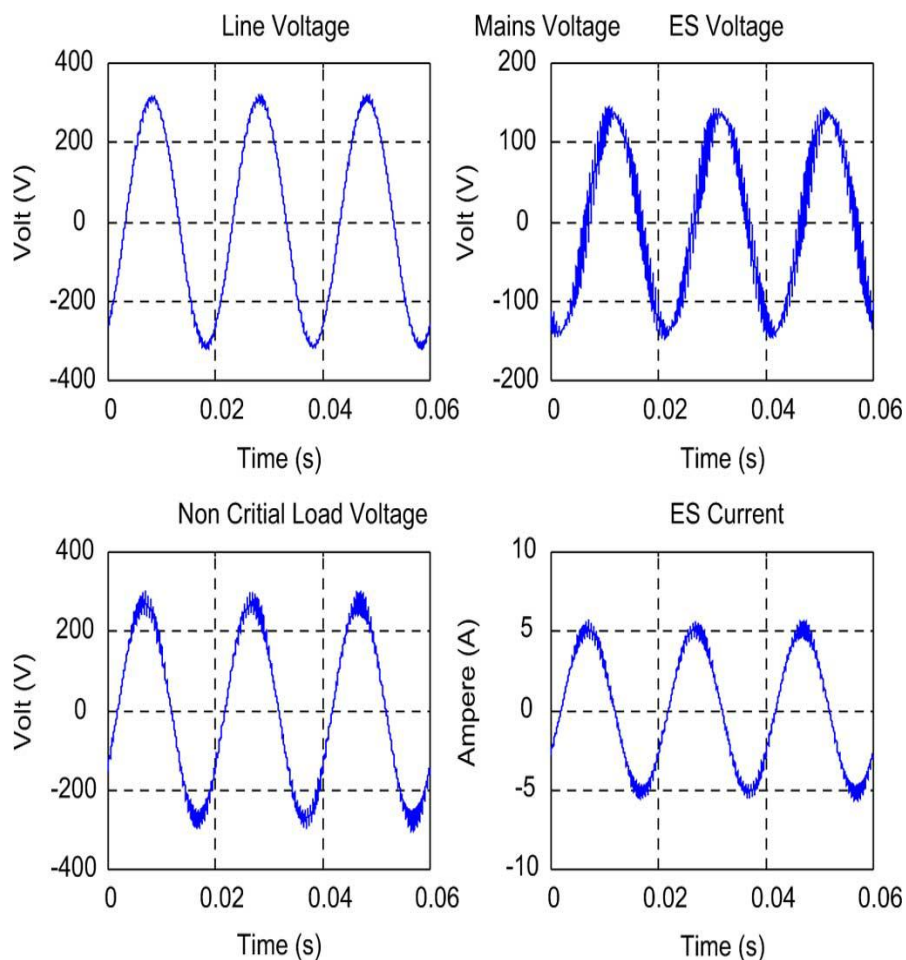 Line Voltage
Mains Voltage ES Voltage
400
200
0
-200
-400
Volt (V)
0 0.02 0.04 0.06
Time (s)
200
100
0
-100
-200
Volt (V)
0 0.02 0.04 0.06
Time (s)
Non Critial Load Voltage
400
200
0
-200
-400
Volt (V)
0 0.02 0.04 0.06
Time (s)
ES Current
10
5
0
-5
-10
Ampere (A)
0 0.02 0.04 0.06
Time (s)